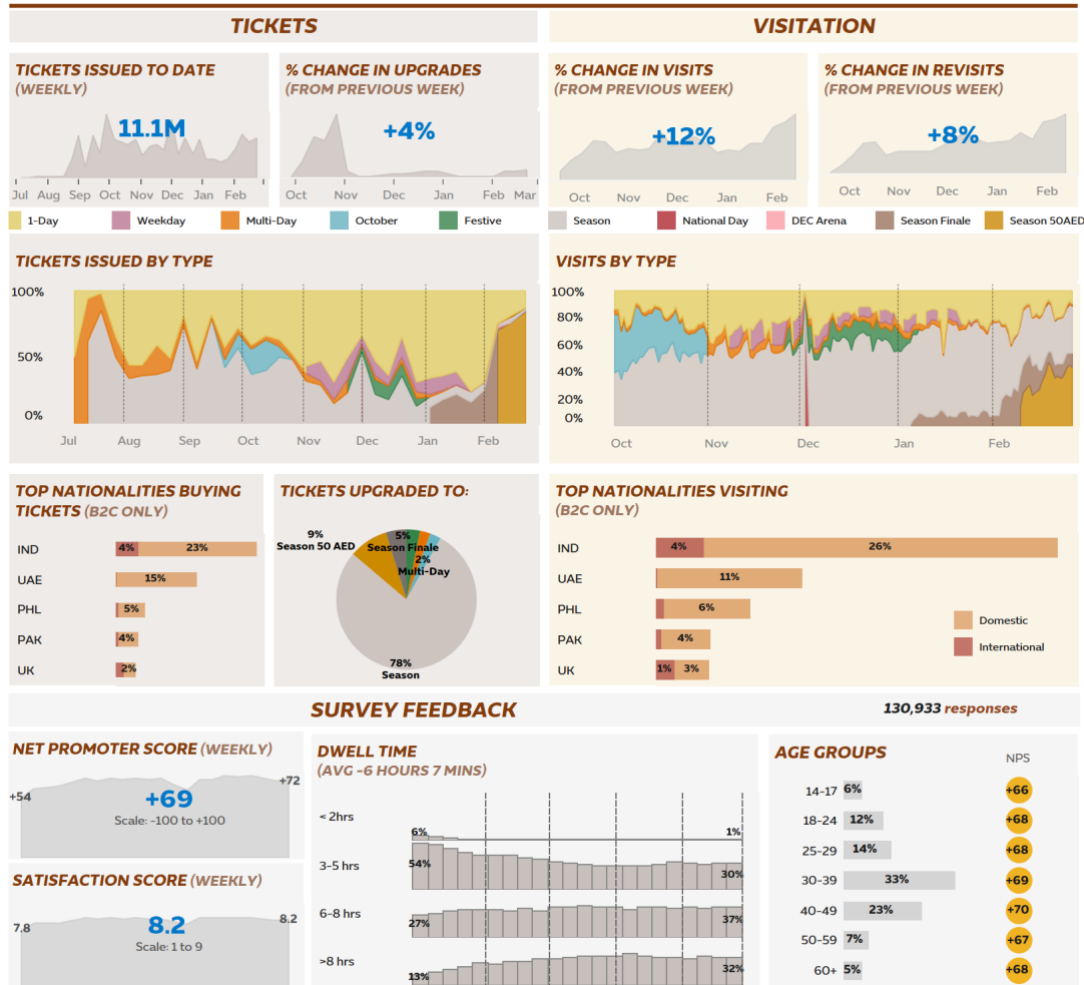 TICKETS
VISITATION
TICKETS ISSUED TO DATE
(WEEKLY)
11.1M
Jul Aug Sep Oct Nov Dec Jan Feb
% CHANGE IN UPGRADES
(FROM PREVIOUS WEEK)
+4%
Oct Nov Dec Jan Feb Mar
% CHANGE IN VISITS
(FROM PREVIOUS WEEK)
+12%
Oct Nov Dec Jan Feb
% CHANGE IN REVISITS
(FROM PREVIOUS WEEK)
+8%
Oct Nov Dec Jan Feb
1-Day Weekday Multi-Day October Festive Season National Day DEC Arena Season Finale Season 50AED
TICKETS ISSUED BY TYPE
100%
50%
0%
Jul Aug Sep Oct Nov Dec Jan Feb
VISITS BY TYPE
100%
80%
60%
40%
20%
0%
Oct Nov Dec Jan Feb
TOP NATIONALITIES BUYING
TICKETS (B2C ONLY)
IND 4% 23%
UAE 15%
PHL 5%
PAK 4%
UK 2%
TICKETS UPGRADED TO:
9%
Season 50 AED
5%
Season Finale
2%
Multi-Day
78%
Season
TOP NATIONALITIES VISITING
(B2C ONLY)
IND 4% 26%
UAE 11%
PHL 6%
PAK 4%
UK 1% 3%
Domestic
International
SURVEY FEEDBACK
130,933 responses
NET PROMOTER SCORE (WEEKLY)
+54
+72
+69
Scale: -100 to +100
SATISFACTION SCORE (WEEKLY)
7.8
8.2
8.2
Scale: 1 to 9
DWELL TIME
(AVG ~6 HOURS 7 MINS)
< 2hrs 6% 1%
3-5 hrs 54% 30%
6-8 hrs 27% 37%
>8 hrs 13% 32%
AGE GROUPS
NPS
14-17 6% +66
18-24 12% +68
25-29 14% +68
30-39 33% +69
40-49 23% +70
50-59 7% +67
60+ 5% +68